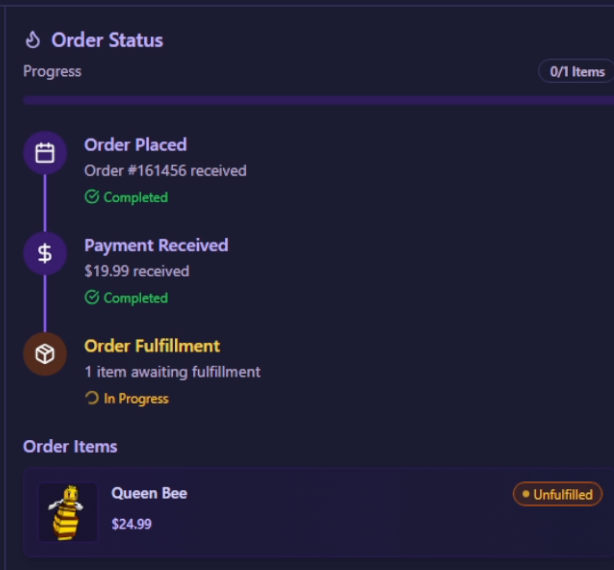 Order Status
Progress
0/1 Items
Order Placed
Order #161456 received
Completed
Payment Received
$19.99 received
Completed
Order Fulfillment
1 item awaiting fulfillment
In Progress
Order Items
Queen Bee
Unfulfilled
$24.99